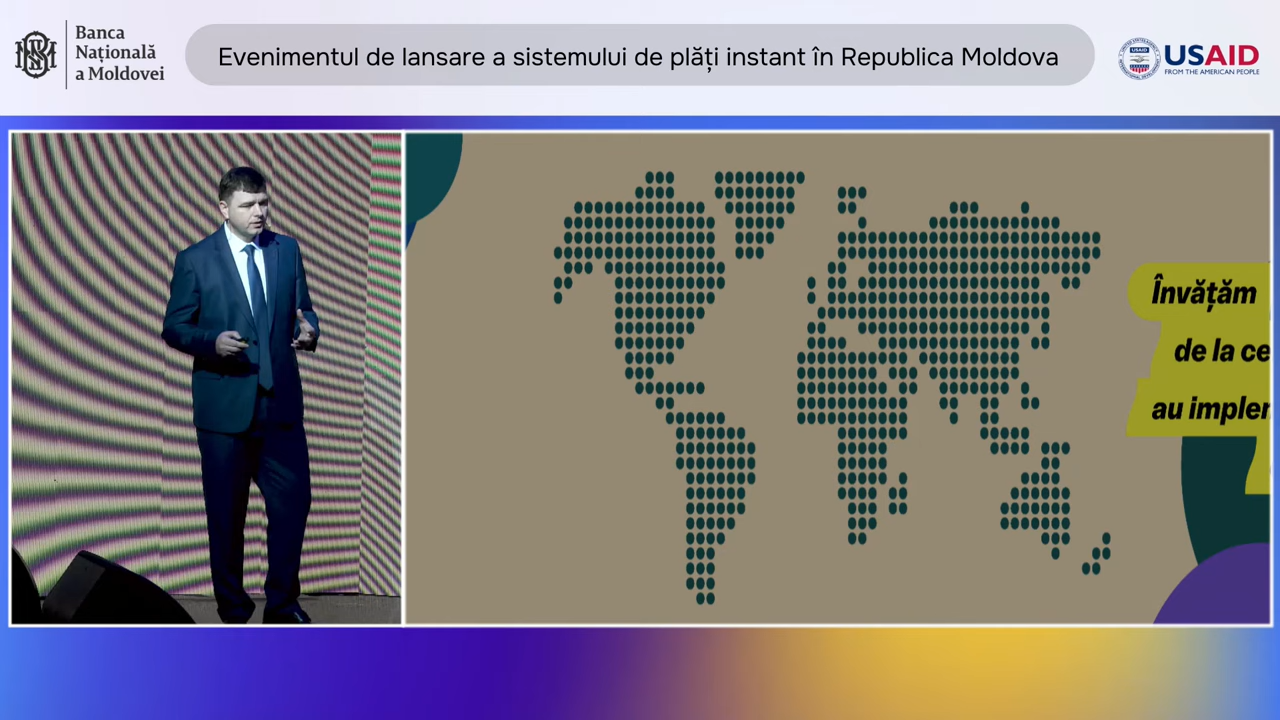 Banca
Națională
a Moldovei
Evenimentul de lansare a sistemului de plăți instant în Republica Moldova
USAID
FROM THE AMERICAN PEOPLE
Învățăm
de la ce
au implem